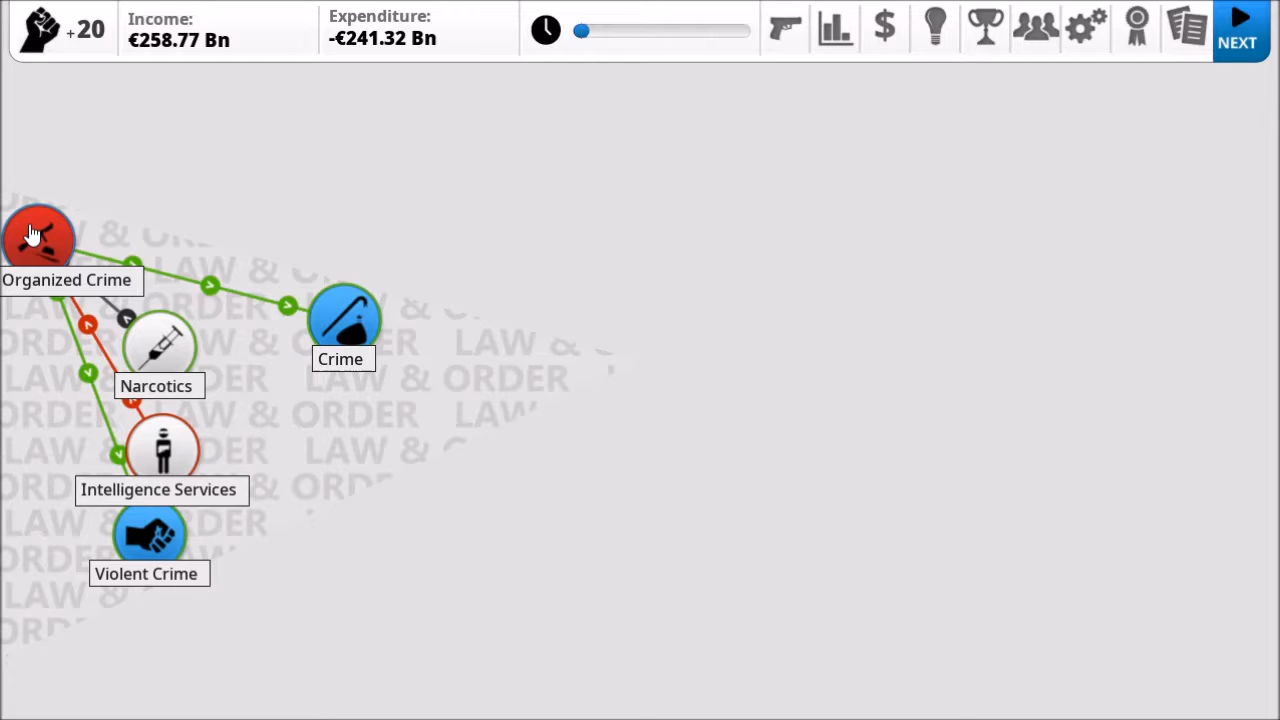 +20
Income:
€258.77 Bn
Expenditure:
-€241.32 Bn
NEXT
Organized Crime
Crime
Narcotics
Intelligence Services
Violent Crime
LAW & ORDER